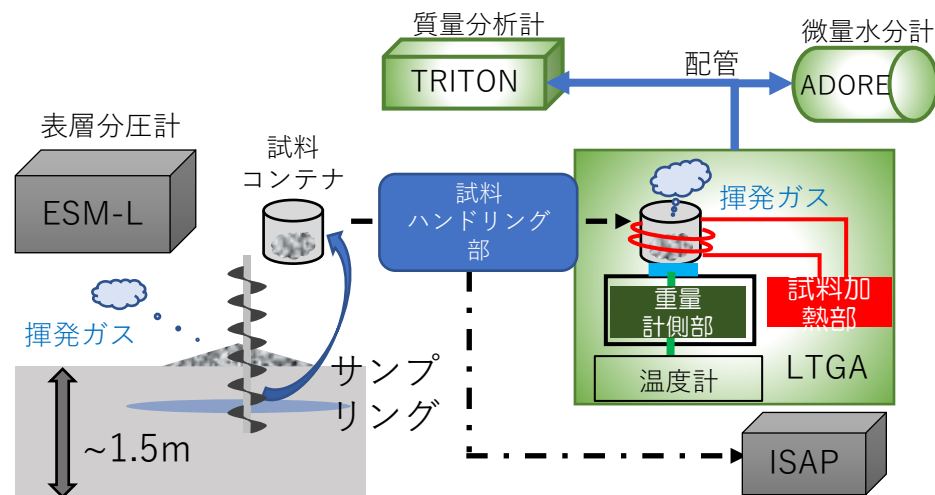 質量分析計
TRITON
微量水分計
ADORE
配管
表層分圧計
ESM-L
試料
コンテナ
試料
ハンドリング
部
揮発ガス
試料加
熱部
重量
計測部
温度計
LTGA
揮発ガス
サンプ
リング
~1.5m
ISAP